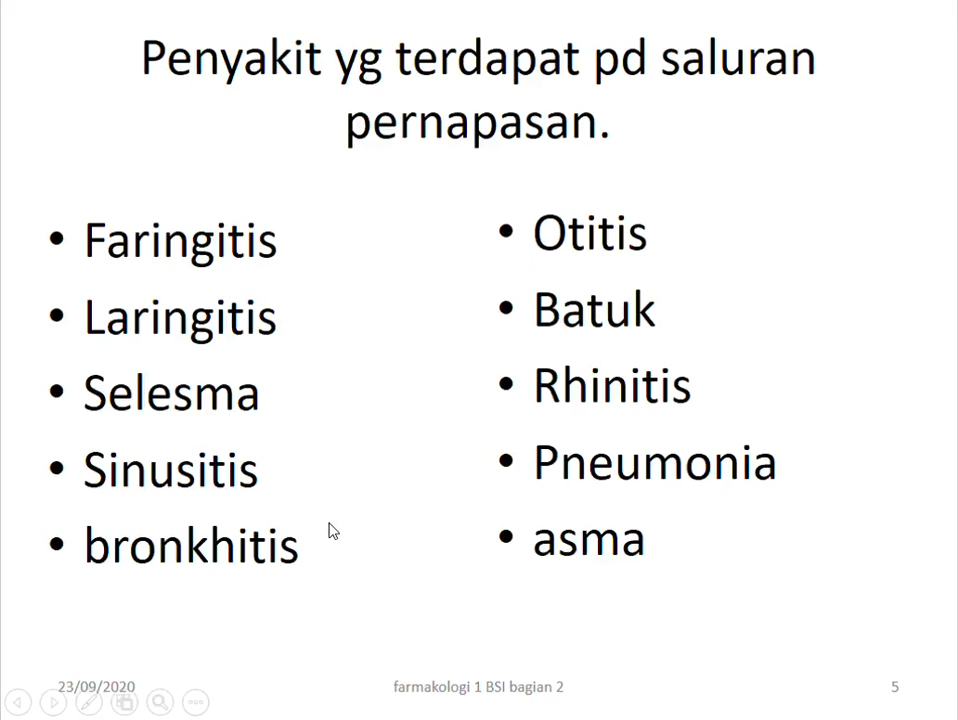 Penyakit yg terdapat pd saluran
pernapasan.
• Faringitis
• Laringitis
• Selesma
• Sinusitis
• bronkhitis
• Otitis
• Batuk
• Rhinitis
• Pneumonia
• asma
23/09/2020
farmakologi 1 BSI bagian 2
5